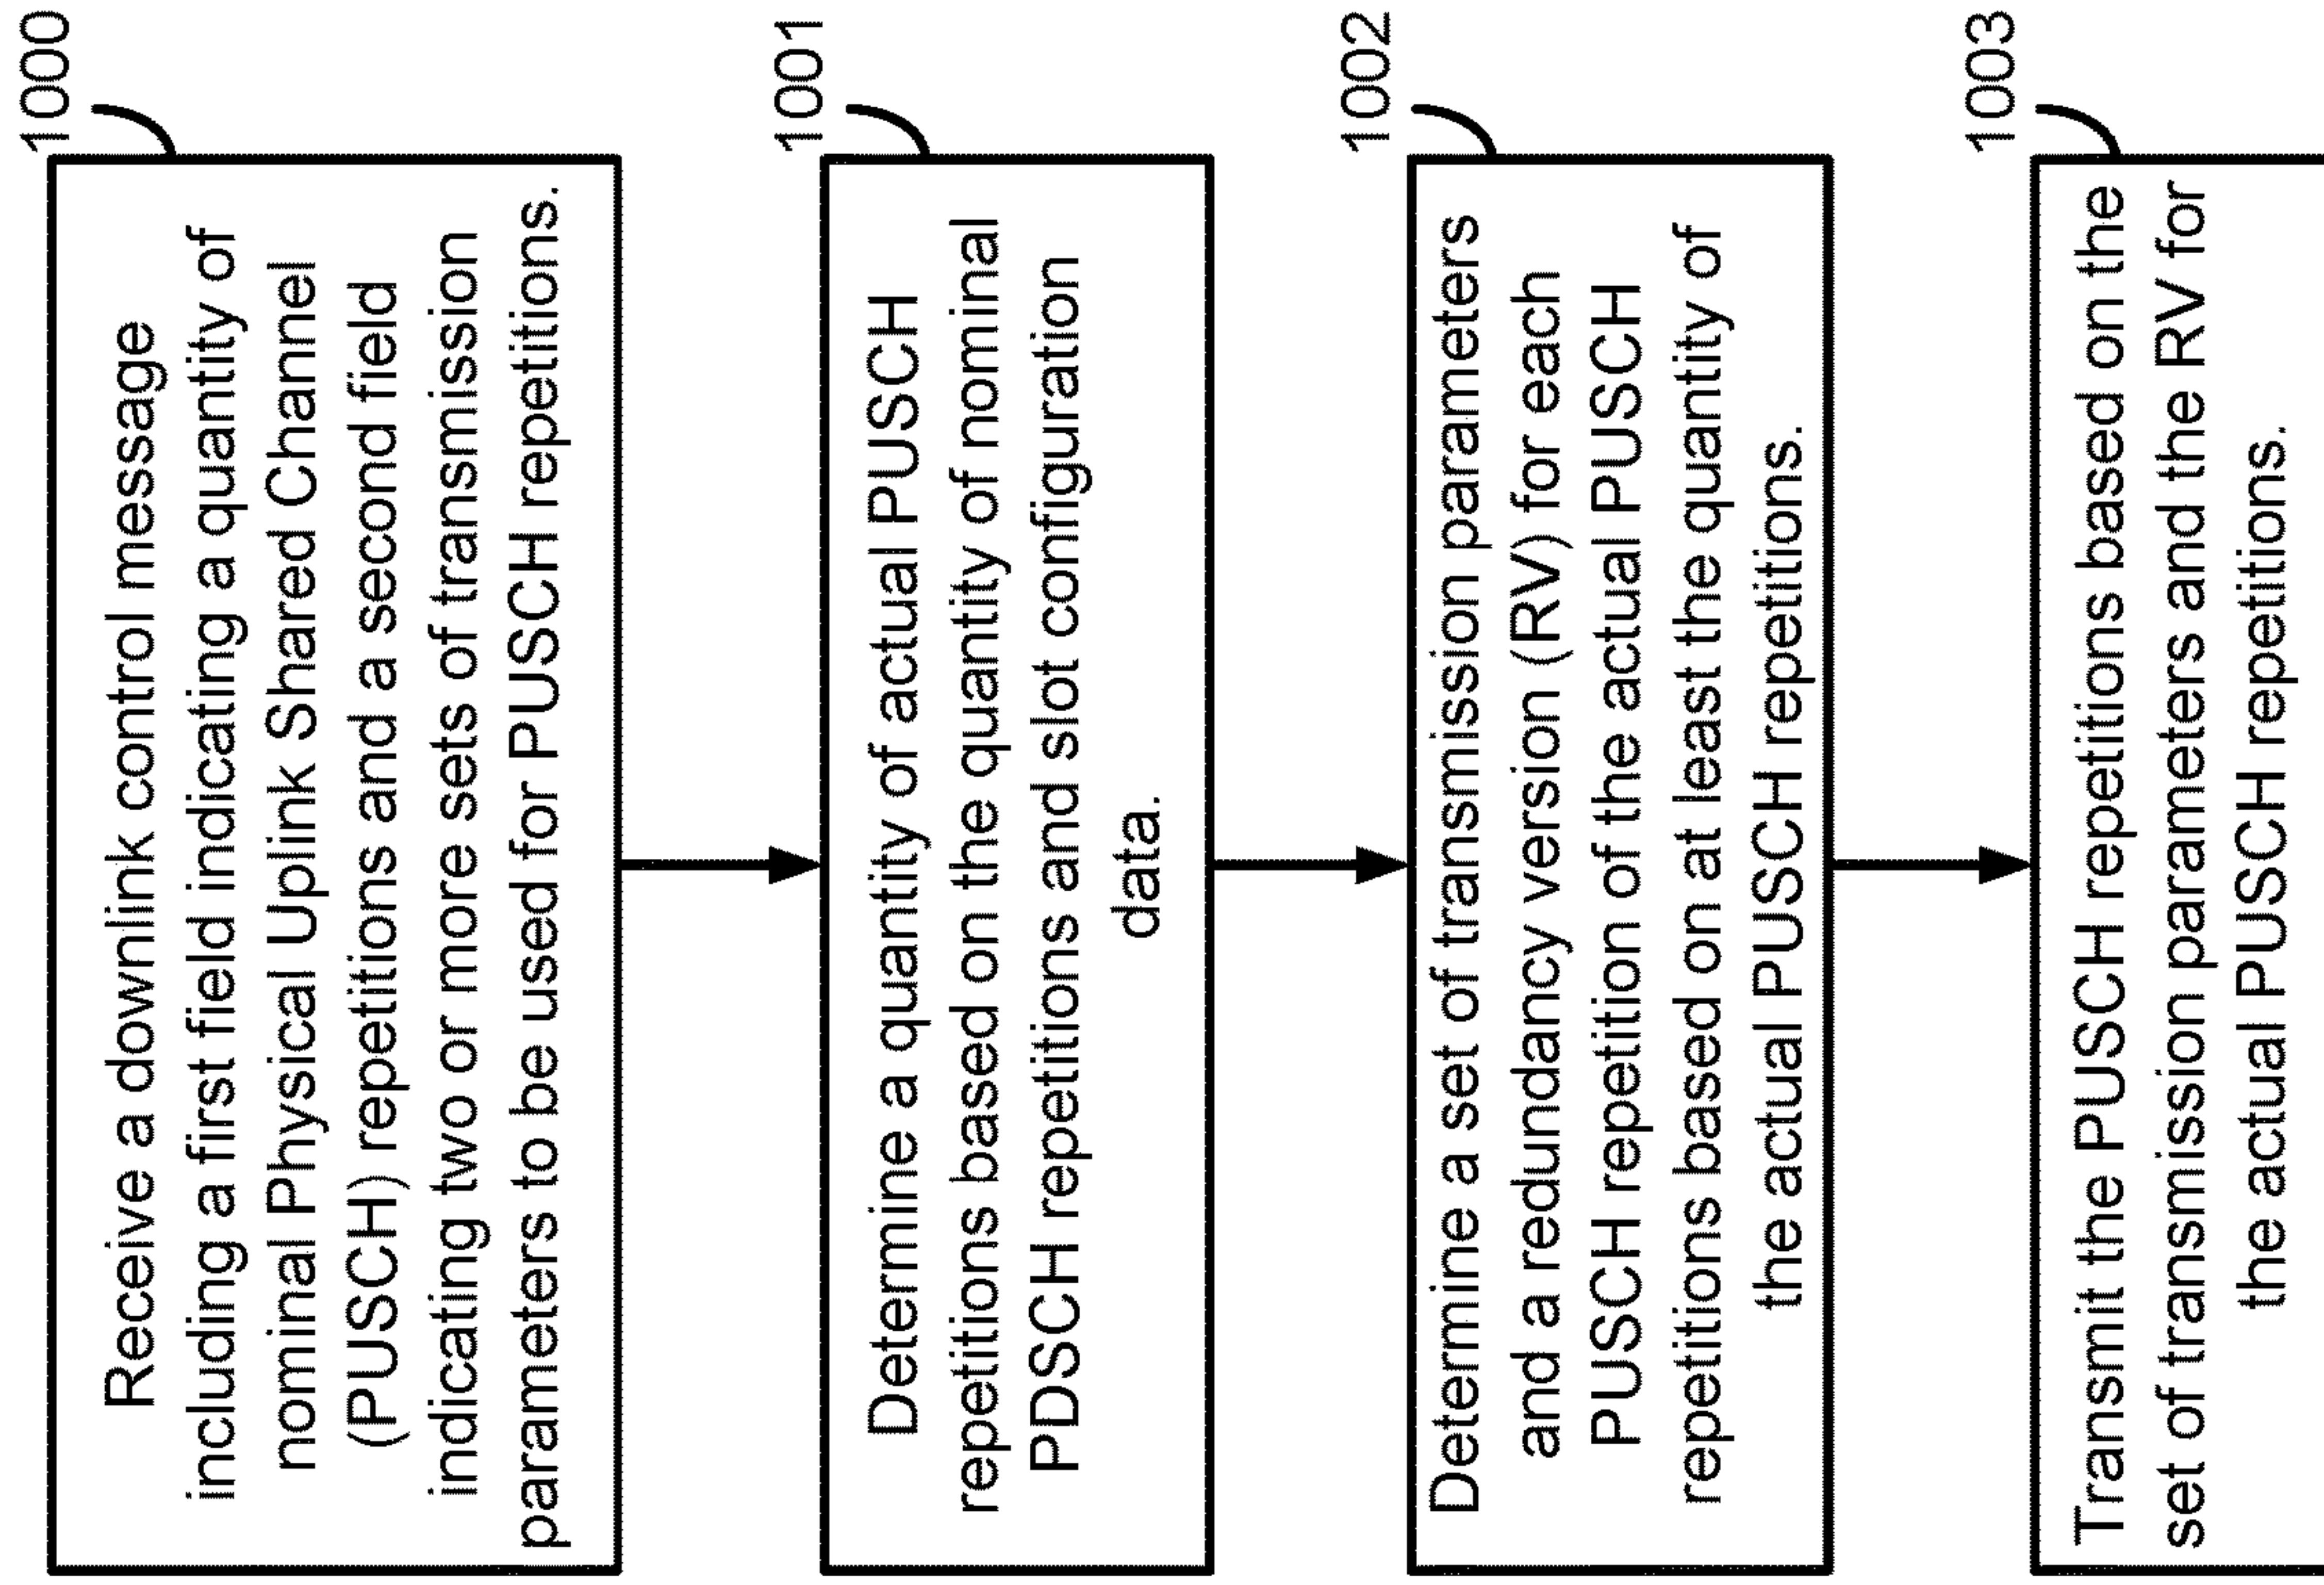 1000
Receive a downlink control message
including a first field indicating a quantity of
nominal Physical Uplink Shared Channel
(PUSCH) repetitions and a second field
indicating two or more sets of transmission
parameters to be used for PUSCH repetitions.
1001
Determine a quantity of actual PUSCH
repetitions based on the quantity of nominal
PDSCH repetitions and slot configuration
data.
1002
Determine a set of transmission parameters
and a redundancy version (RV) for each
PUSCH repetition of the actual PUSCH
repetitions based on at least the quantity of
the actual PUSCH repetitions.
1003
Transmit the PUSCH repetitions based on the
set of transmission parameters and the RV for
the actual PUSCH repetitions.